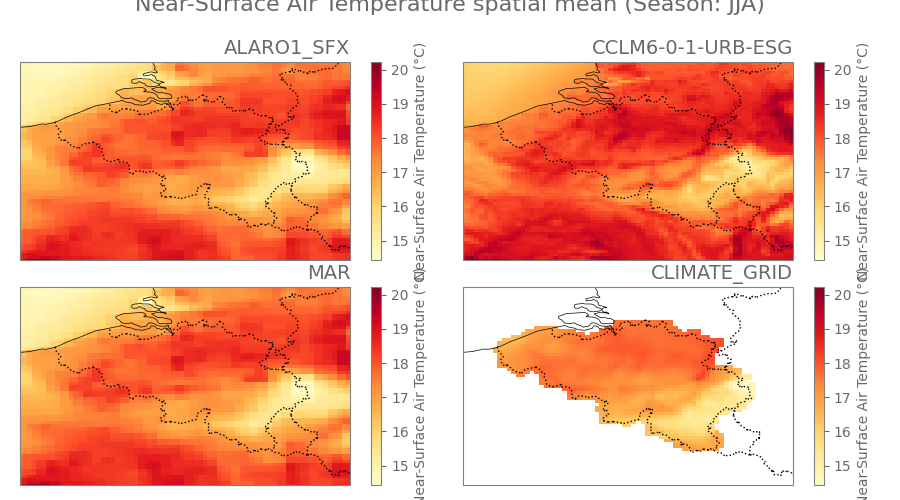 Near-Surface Air Temperature spatial mean (Season: JJA)
ALARO1_SFX
20
19
18
17
16
15
Near-Surface Air Temperature (°C)
CCLM6-0-1-URB-ESG
20
19
18
17
16
15
Near-Surface Air Temperature (°C)
MAR
20
19
18
17
16
15
Near-Surface Air Temperature (°C)
CLIMATE_GRID
20
19
18
17
16
15
Near-Surface Air Temperature (°C)